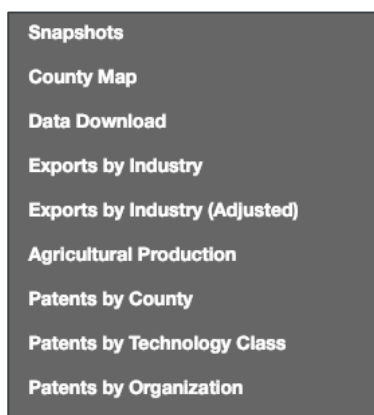 Snapshots
County Map
Data Download
Exports by Industry
Exports by Industry (Adjusted)
Agricultural Production
Patents by County
Patents by Technology Class
Patents by Organization